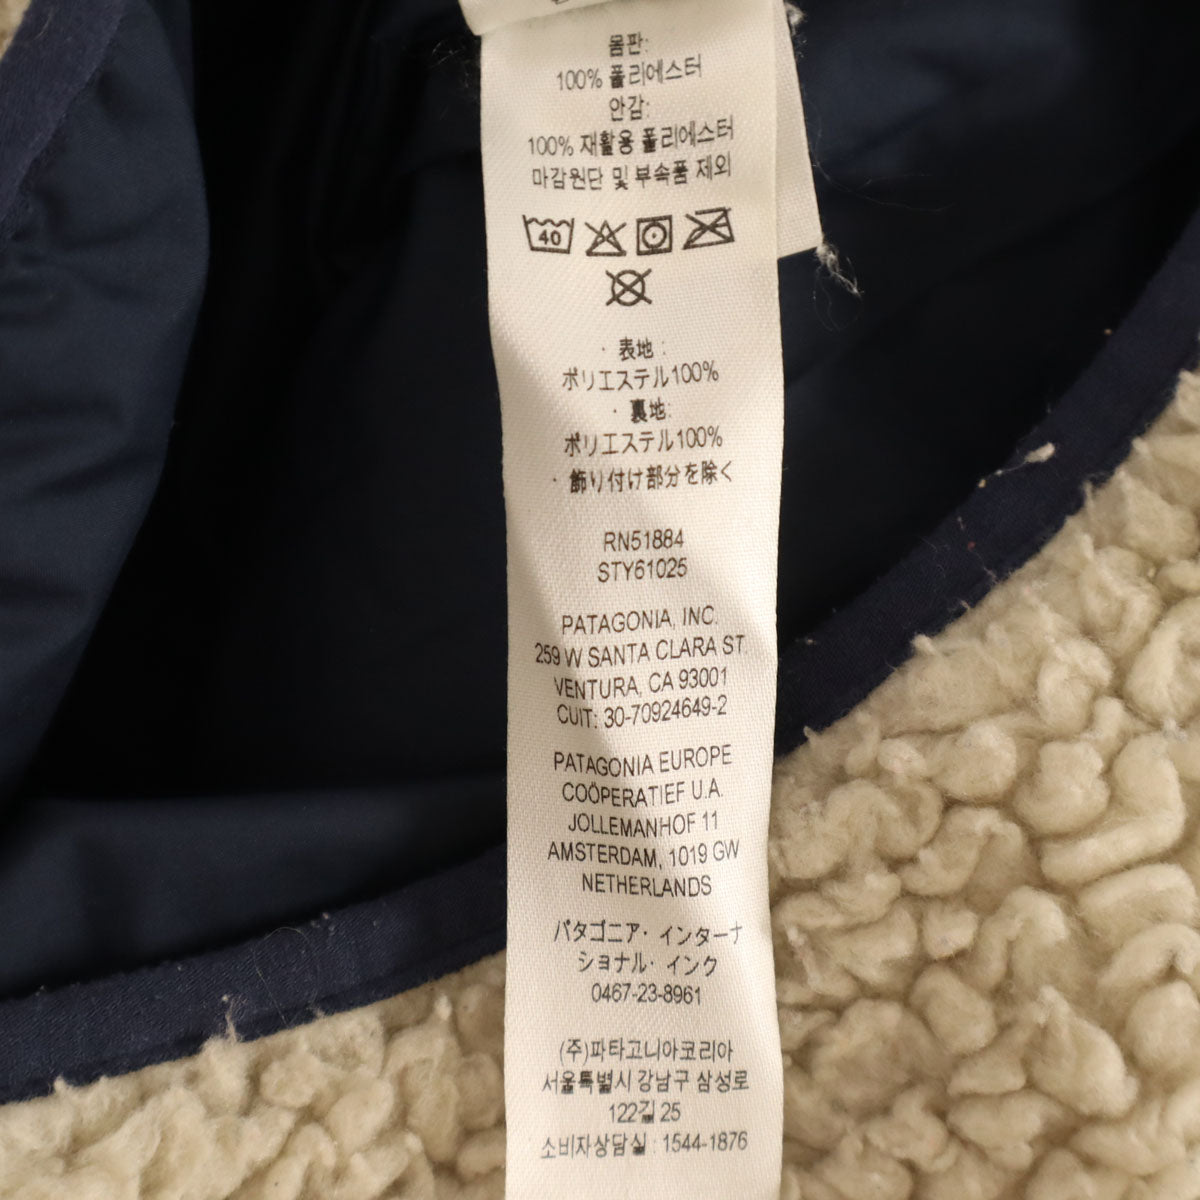 몸판:
100% 폴리에스터
안감:
100% 재활용 폴리에스터
마감원단 및 부속품 제외
40
・表地:
ポリエステル100%
・裏地:
ポリエステル100%
・飾り付け部分を除く
RN51884
STY61025
PATAGONIA, INC.
259 W SANTA CLARA ST.
VENTURA, CA 93001
CUIT: 30-70924649-2
PATAGONIA EUROPE
COÖPERATIEF U.A.
JOLLEMANHOF 11
AMSTERDAM, 1019 GW
NETHERLANDS
パタゴニア・インターナ
ショナル・インク
0467-23-8961
(주)파타고니아코리아
서울특별시 강남구 삼성로
122길 25
소비자상담실 : 1544-1876